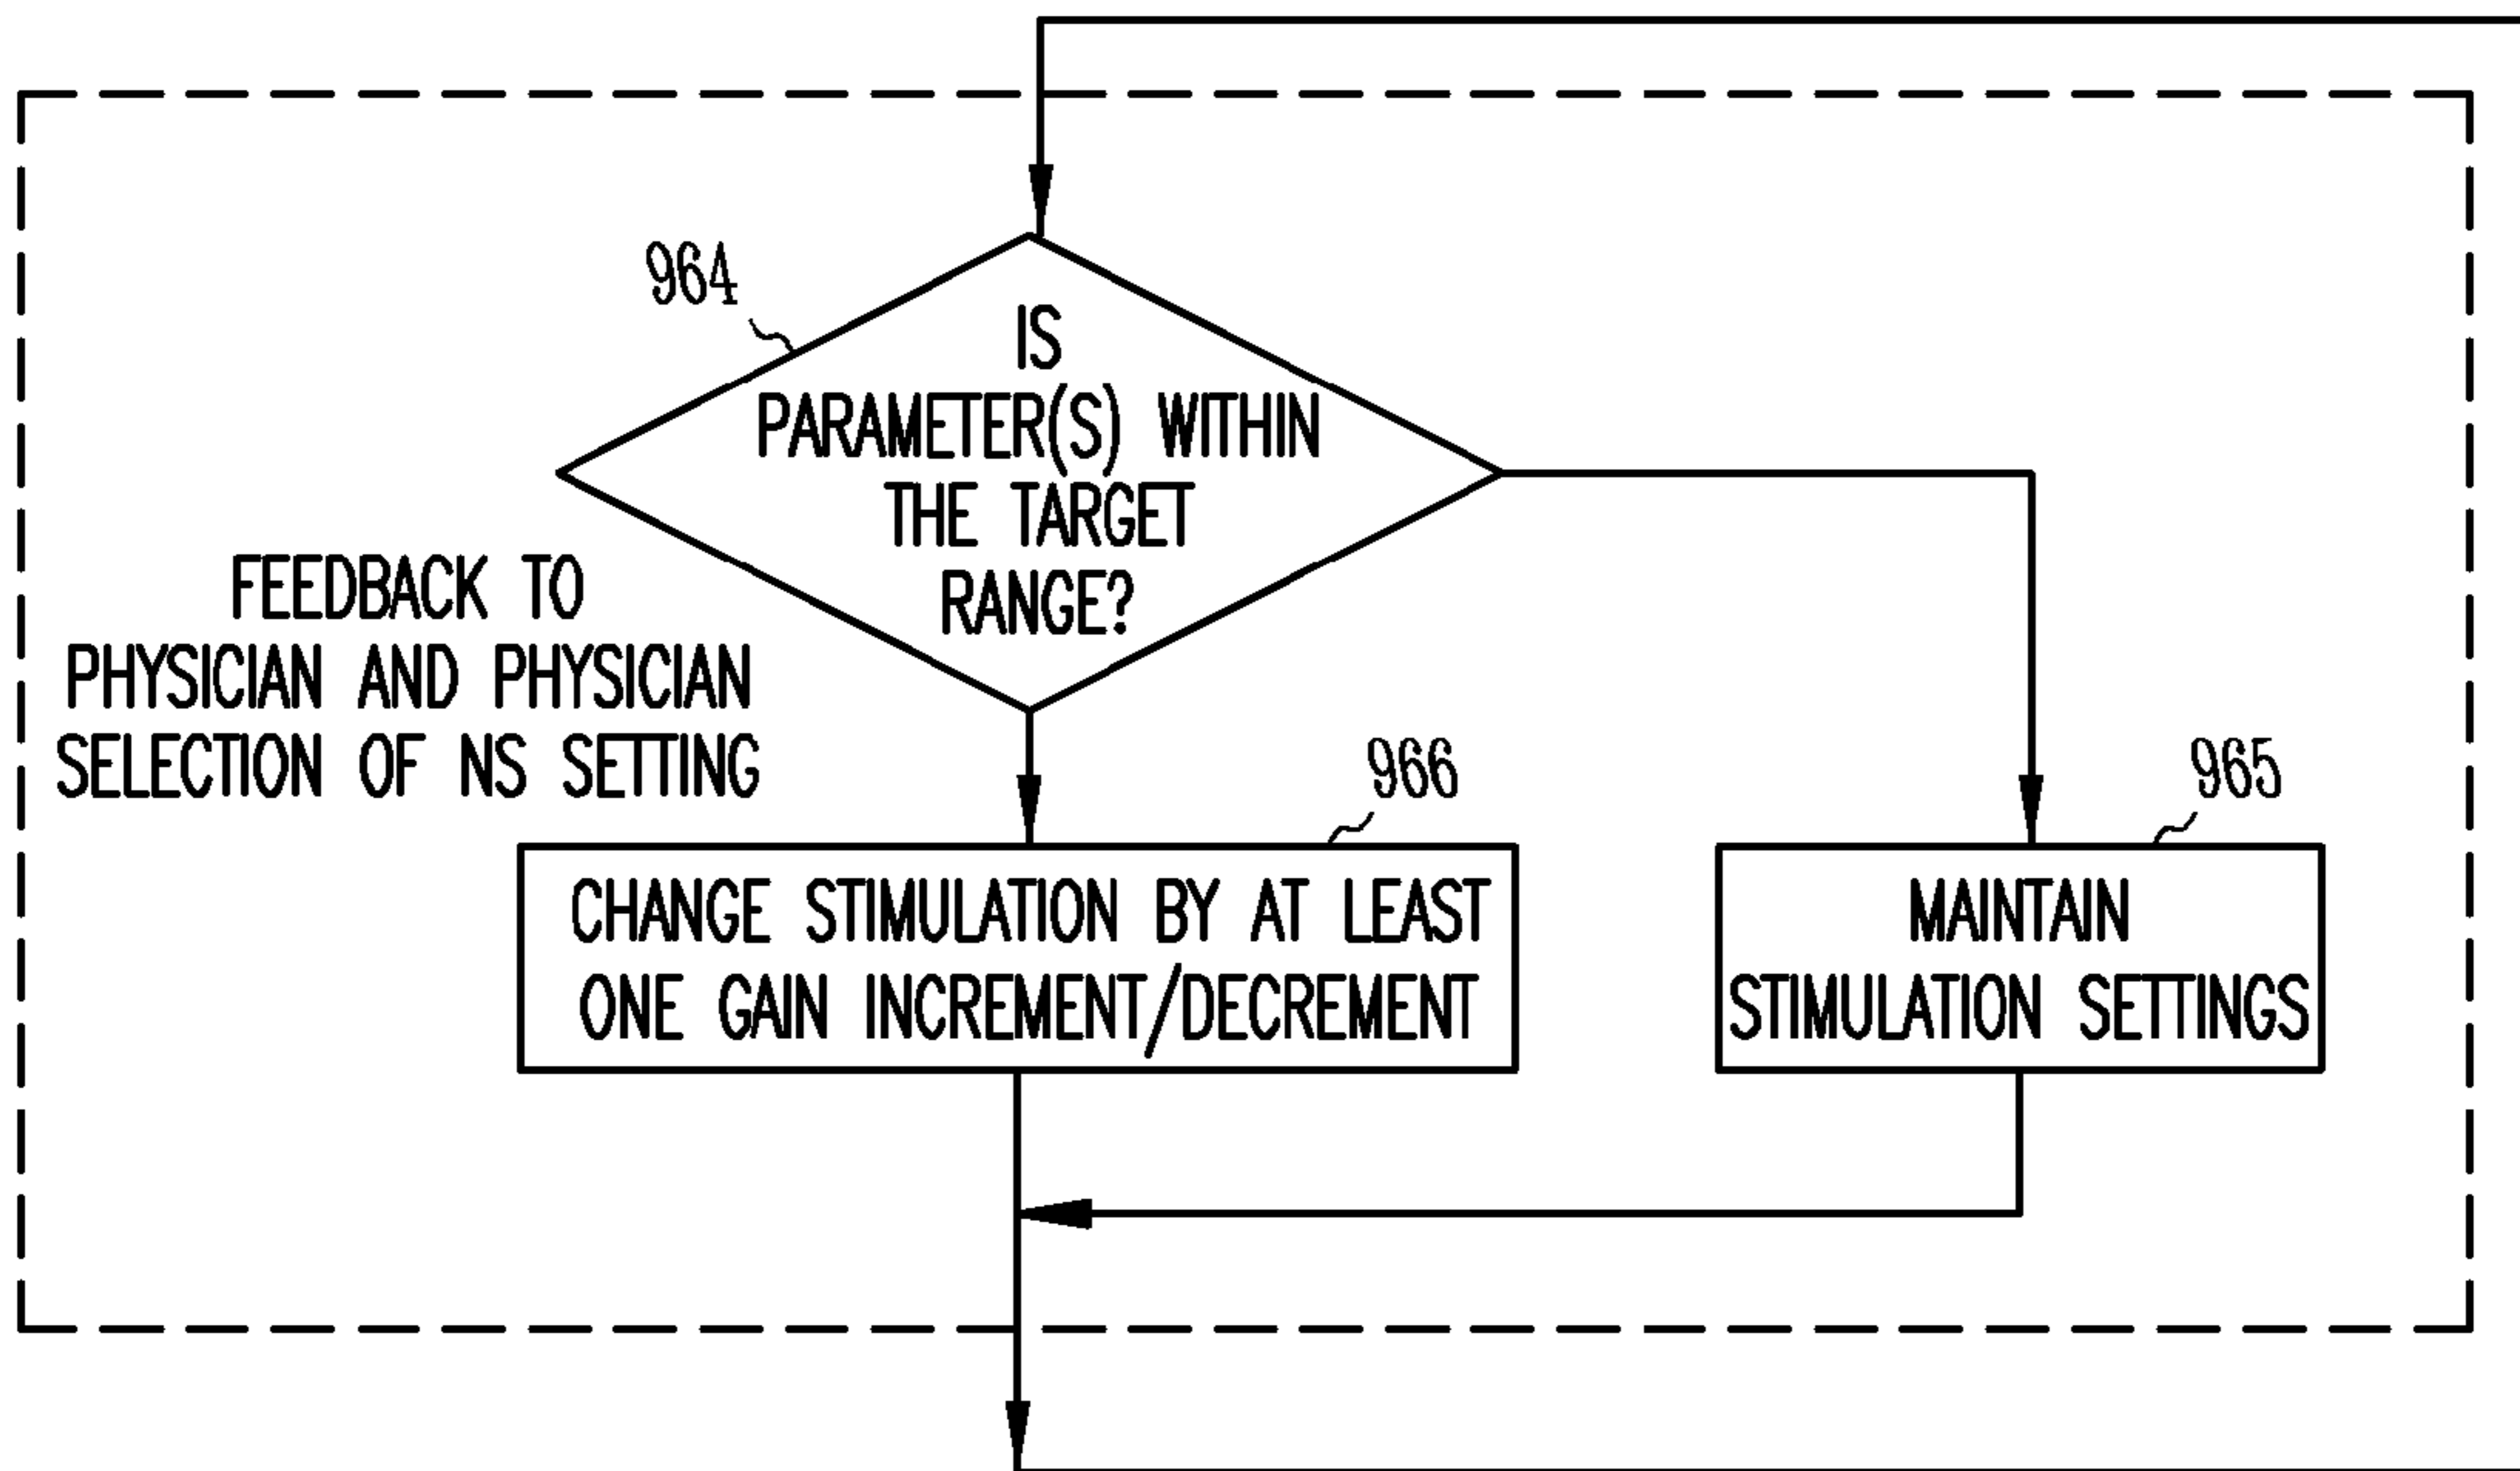 964
IS
PARAMETER(S) WITHIN
THE TARGET
RANGE?
FEEDBACK TO
PHYSICIAN AND PHYSICIAN
SELECTION OF NS SETTING
966
CHANGE STIMULATION BY AT LEAST
ONE GAIN INCREMENT/DECREMENT
965
MAINTAIN
STIMULATION SETTINGS